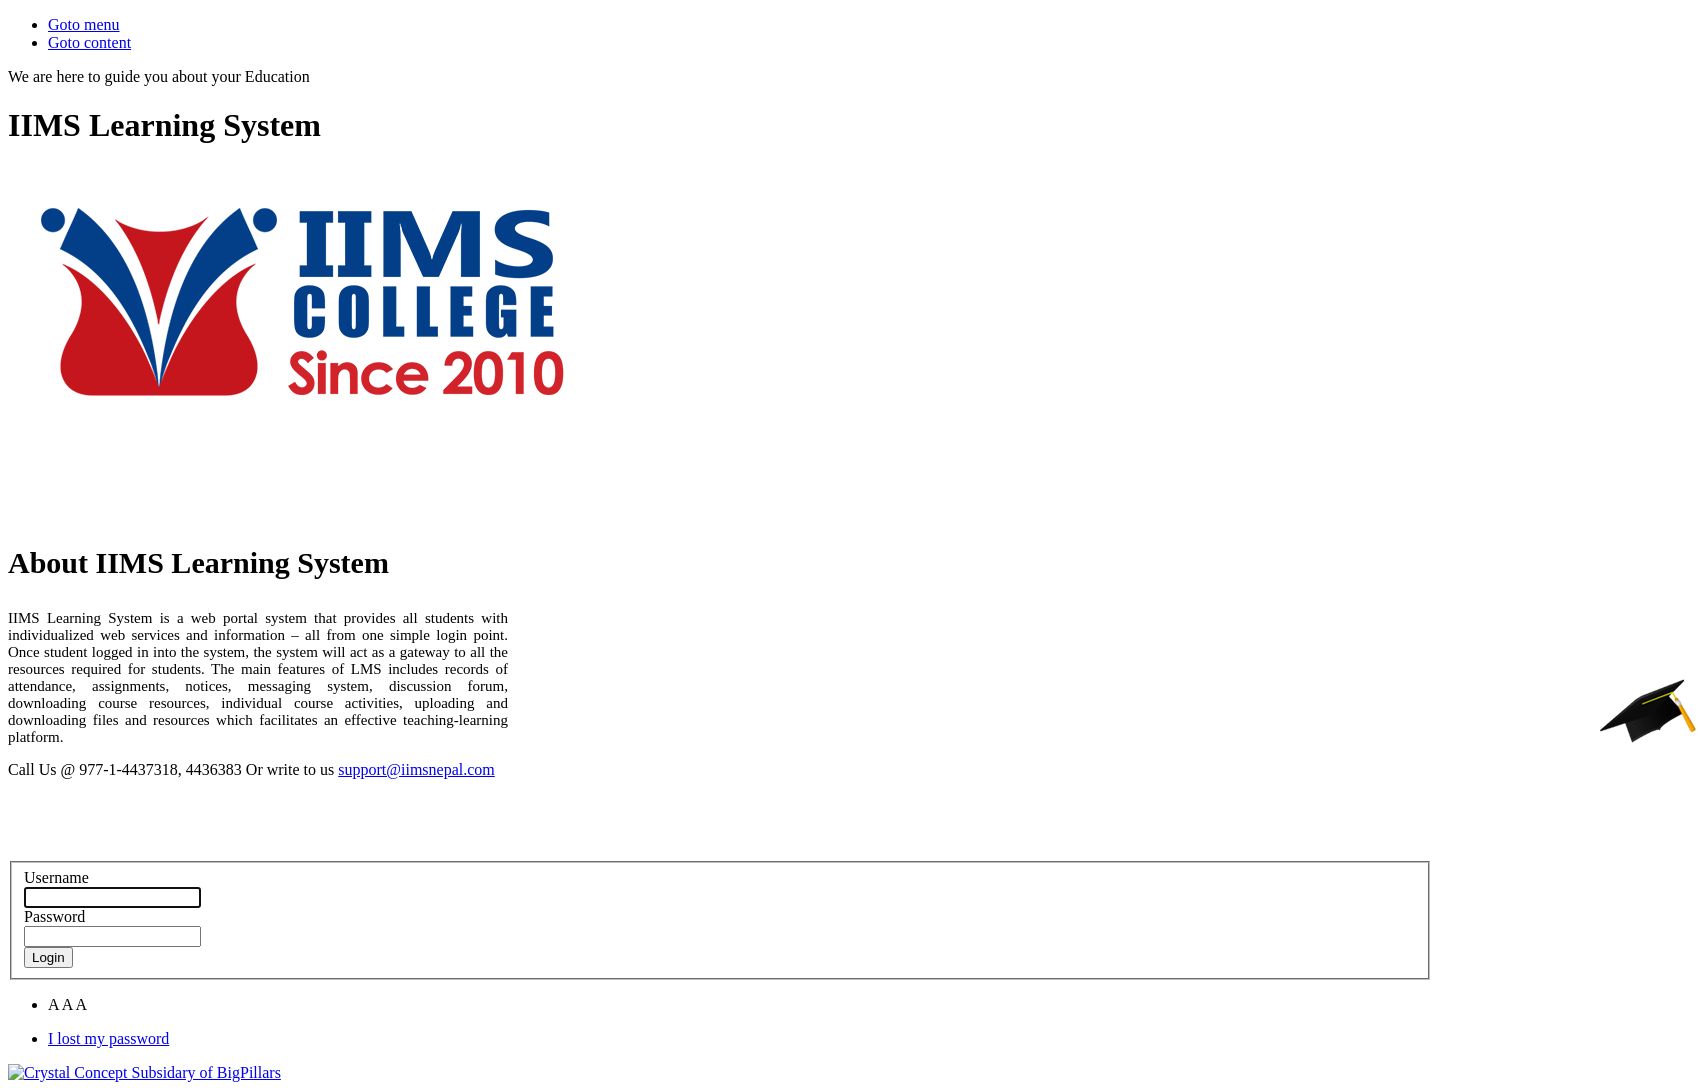 Goto menu
Goto content
We are here to guide you about your Education
IIMS Learning System
IIMS
COLLEGE
Since 2010
About IIMS Learning System
IIMS Learning System is a web portal system that provides all students with
individualized web services and information – all from one simple login point.
Once student logged in into the system, the system will act as a gateway to all the
resources required for students. The main features of LMS includes records of
attendance, assignments, notices, messaging system, discussion forum,
downloading course resources, individual course activities, uploading and
downloading files and resources which facilitates an effective teaching-learning
platform.
Call Us @ 977-1-4437318, 4436383 Or write to us support@iimsnepal.com
Username
Password
Login
A A A
I lost my password
Crystal Concept Subsidary of BigPillars